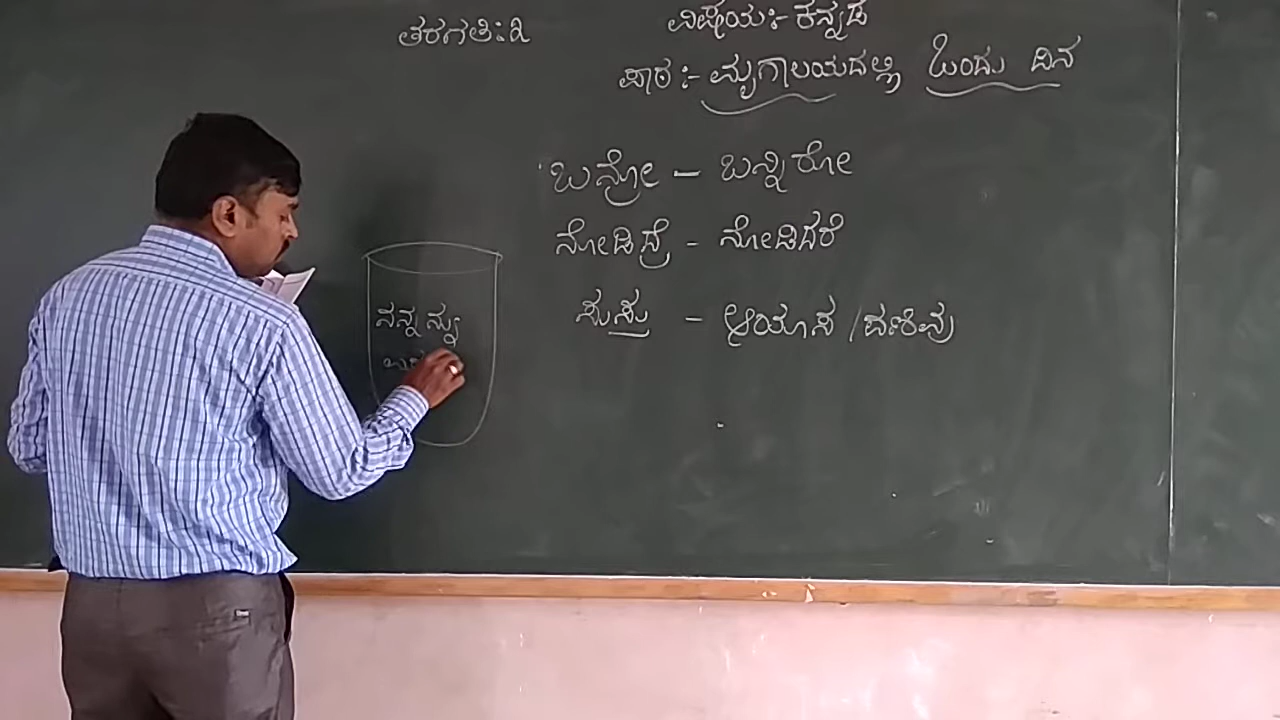 ತರಗತಿ:೩
ವಿಷಯ:- ಕನ್ನಡ
ಪಾಠ:- ಮೃಗಾಲಯದಲ್ಲಿ ಒಂದು ದಿನ
ಬನ್ರೋ - ಬನ್ನಿರೋ
ನೋಡಿದ್ರೆ - ನೋಡಿದರೆ
ಸುಸ್ತು - ಆಯಾಸ / ದಣಿವು
ನನ್ನನ್ನು